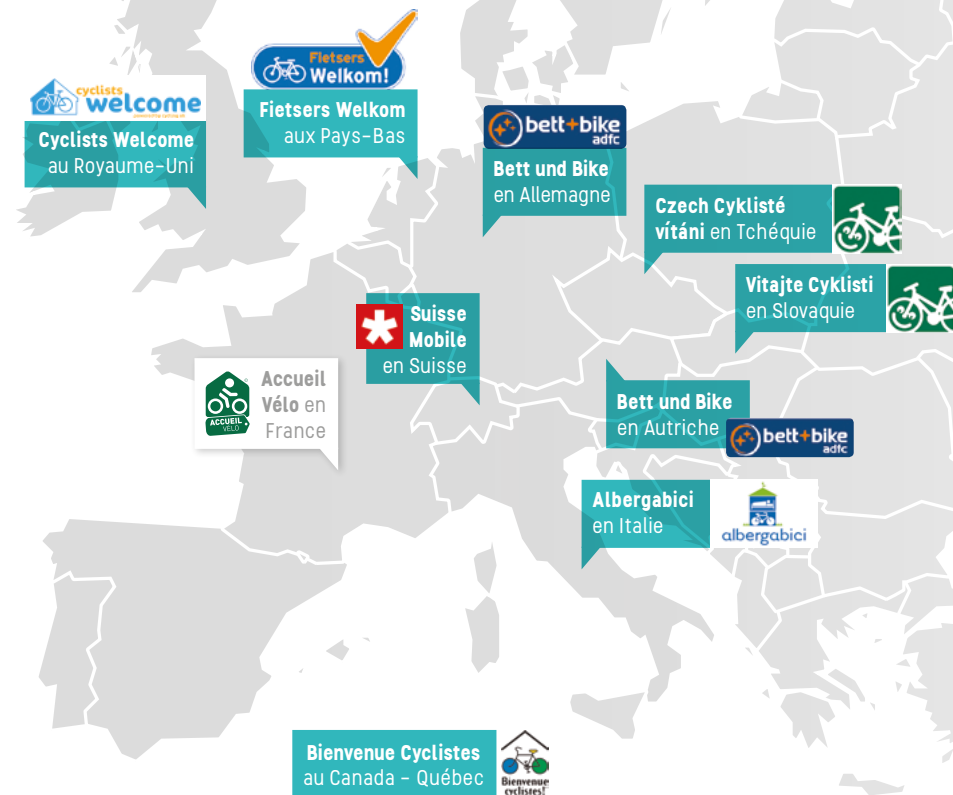 Fietsers
Welkom!
Fietsers Welkom
aux Pays-Bas
cyclists
welcome
Cyclists Welcome
au Royaume-Uni
bett+bike
adfc
Bett und Bike
en Allemagne
Czech Cyklisté
vítáni en Tchéquie
Vitajte Cyklisti
en Slovaquie
Suisse
Mobile
en Suisse
Accueil
Vélo en
France
ACCUEIL
VÉLO
Bett und Bike
en Autriche
bett+bike
adfc
Albergabici
en Italie
albergabici
Bienvenue Cyclistes
au Canada - Québec
Bienvenue
cyclistes!